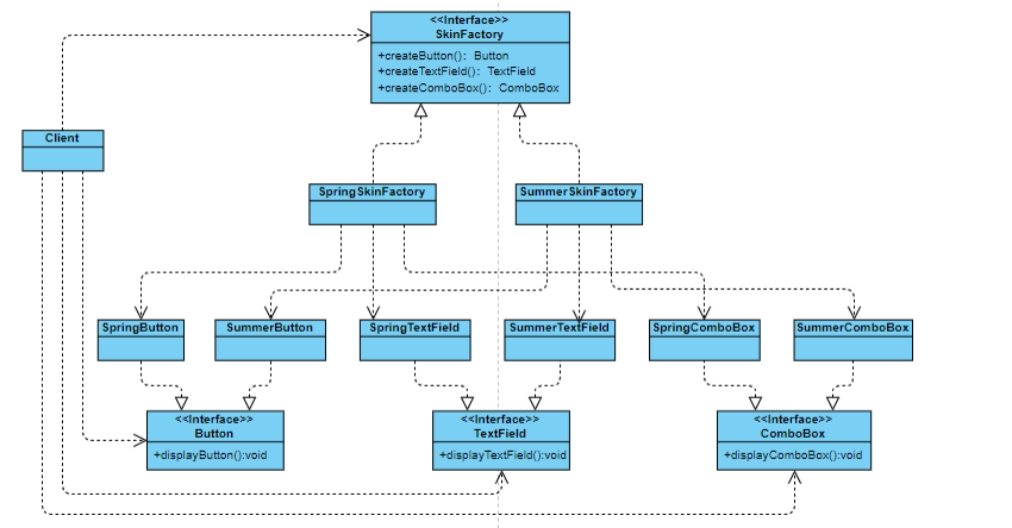 <<Interface>>
SkinFactory
+createButton(): Button
+createTextField(): TextField
+createComboBox(): ComboBox
Client
SpringSkinFactory
SummerSkinFactory
SpringButton
SummerButton
SpringTextField
SummerTextField
SpringComboBox
SummerComboBox
<<Interface>>
Button
+displayButton():void
<<Interface>>
TextField
+displayTextField():void
<<Interface>>
ComboBox
+displayComboBox():void